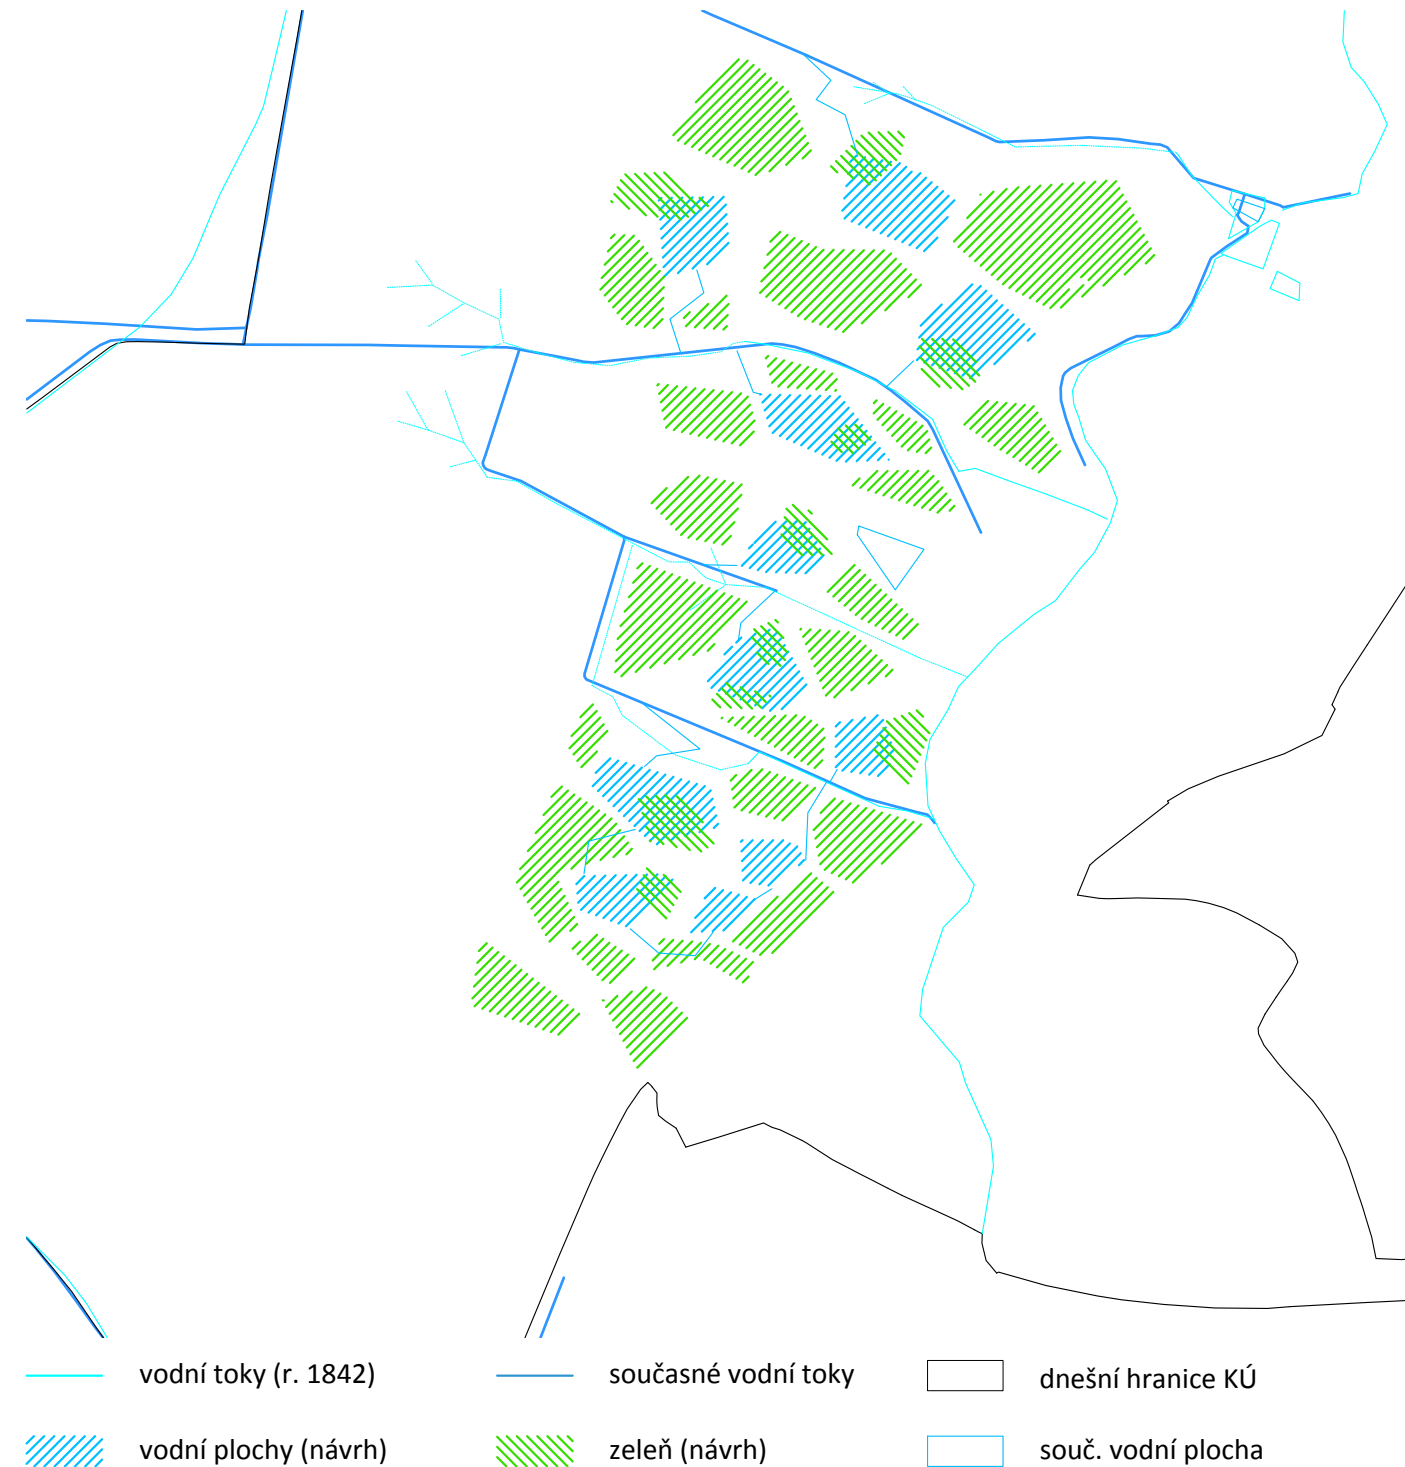 vodní toky (r. 1842) současné vodní toky dnešní hranice KÚ
vodní plochy (návrh) zeleň (návrh) souč. vodní plocha